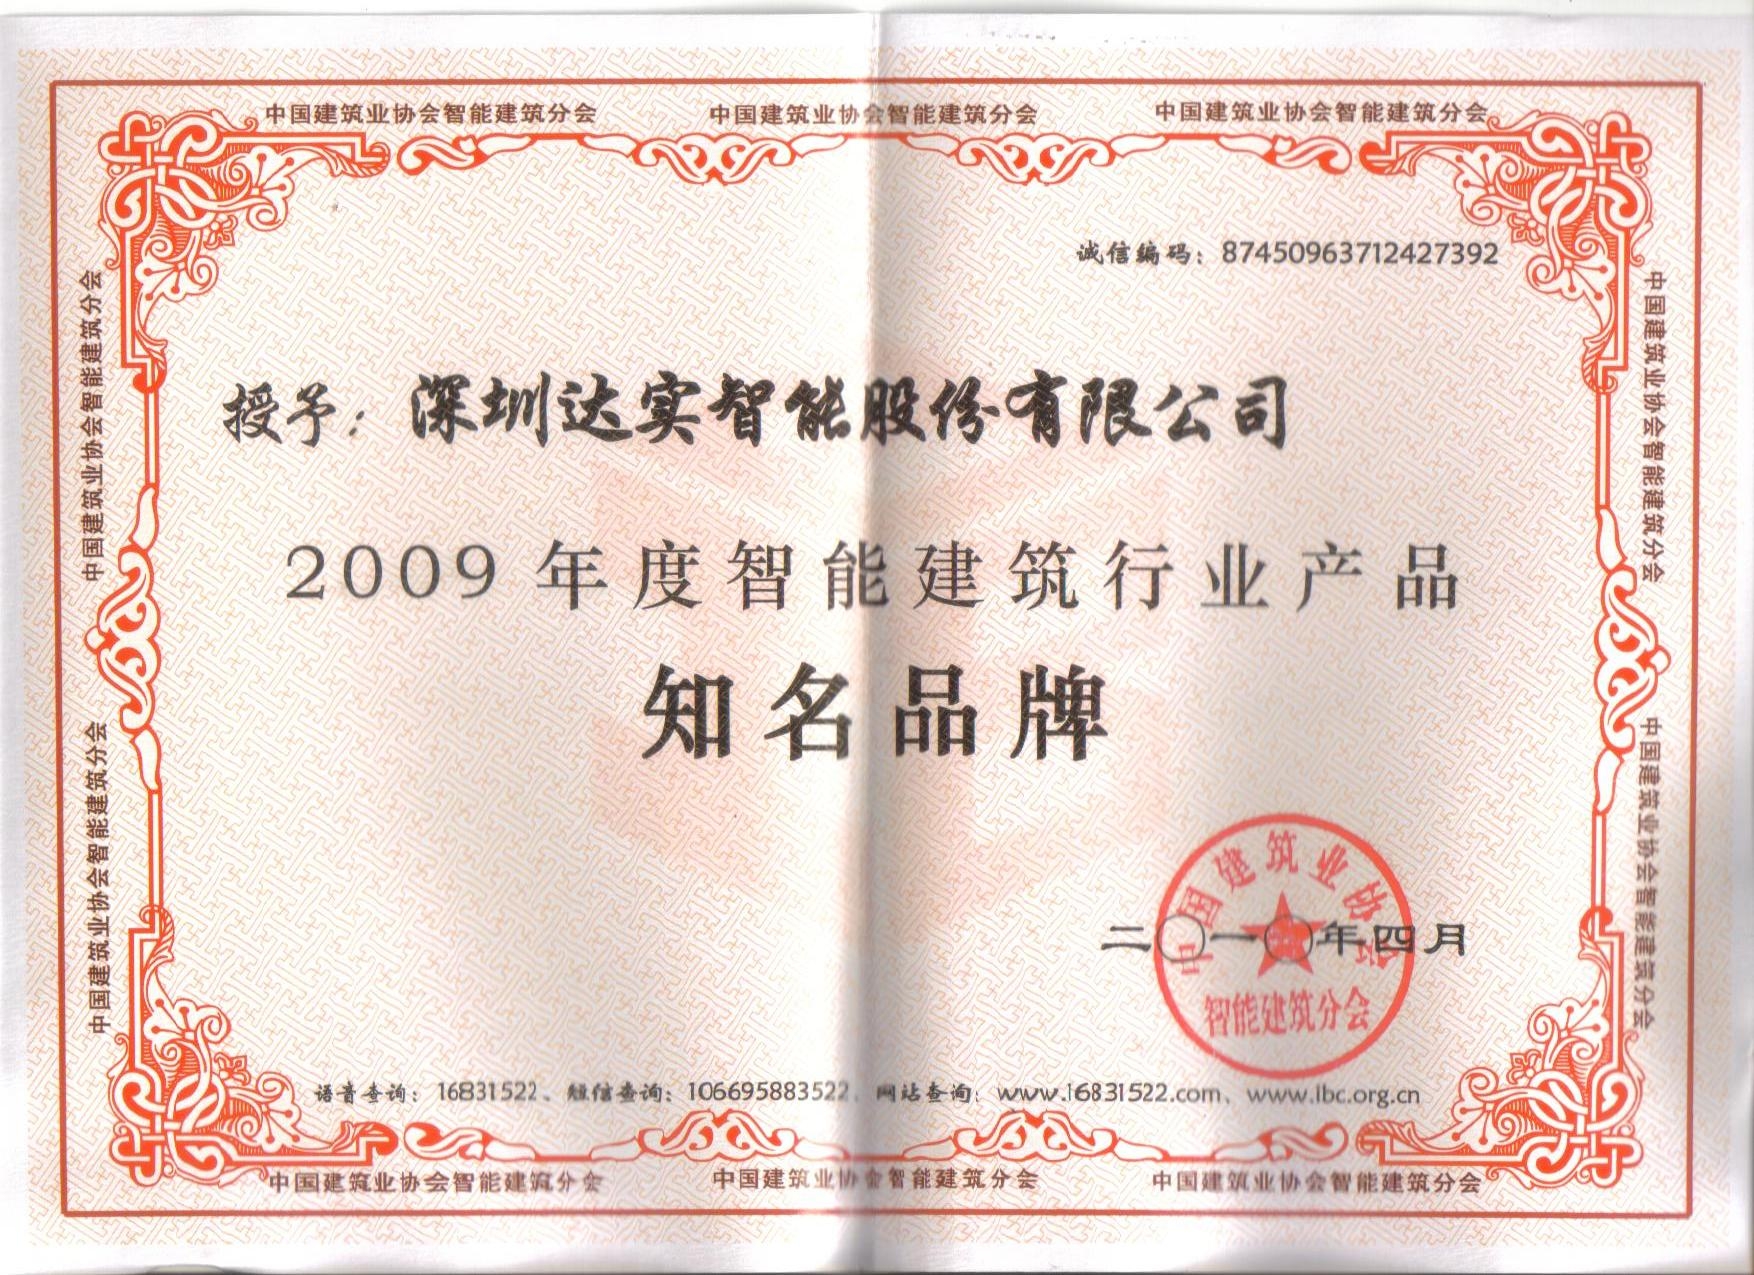 中国建筑业协会智能建筑分会 中国建筑业协会智能建筑分会 中国建筑业协会智能建筑分会
诚信编码：87450963712427392
中国建筑业协会智能建筑分会
中国建筑业协会智能建筑分会
授予：深圳达实智能股份有限公司
2009年度智能建筑行业产品
知名品牌
中国建筑业协会智能建筑分会
中国建筑业协会智能建筑分会
中国建筑业协会
二〇一〇年四月
智能建筑分会
语音查询：16831522、短信查询：106695883522、网站查询：www.16831522.com、www.ibc.org.cn
中国建筑业协会智能建筑分会 中国建筑业协会智能建筑分会 中国建筑业协会智能建筑分会